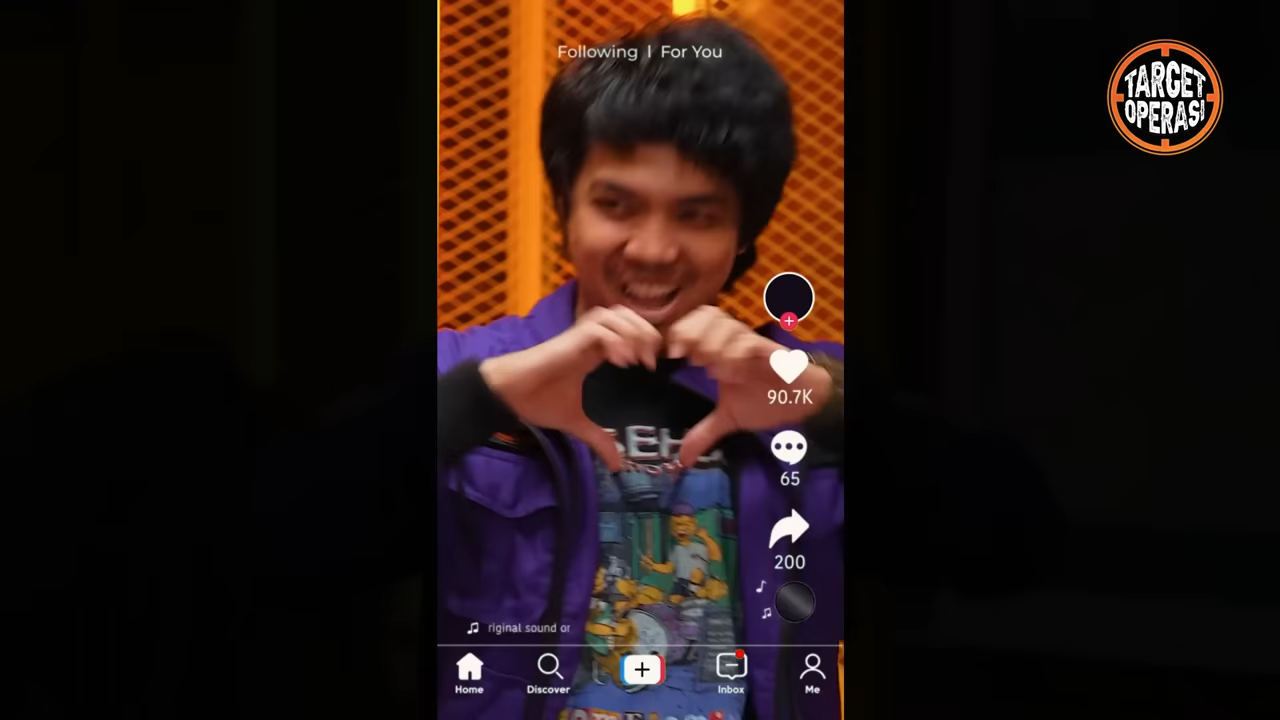 Following | For You
TARGET
OPERASI
90.7K
65
200
riginal sound or
Home
Discover
Inbox
Me